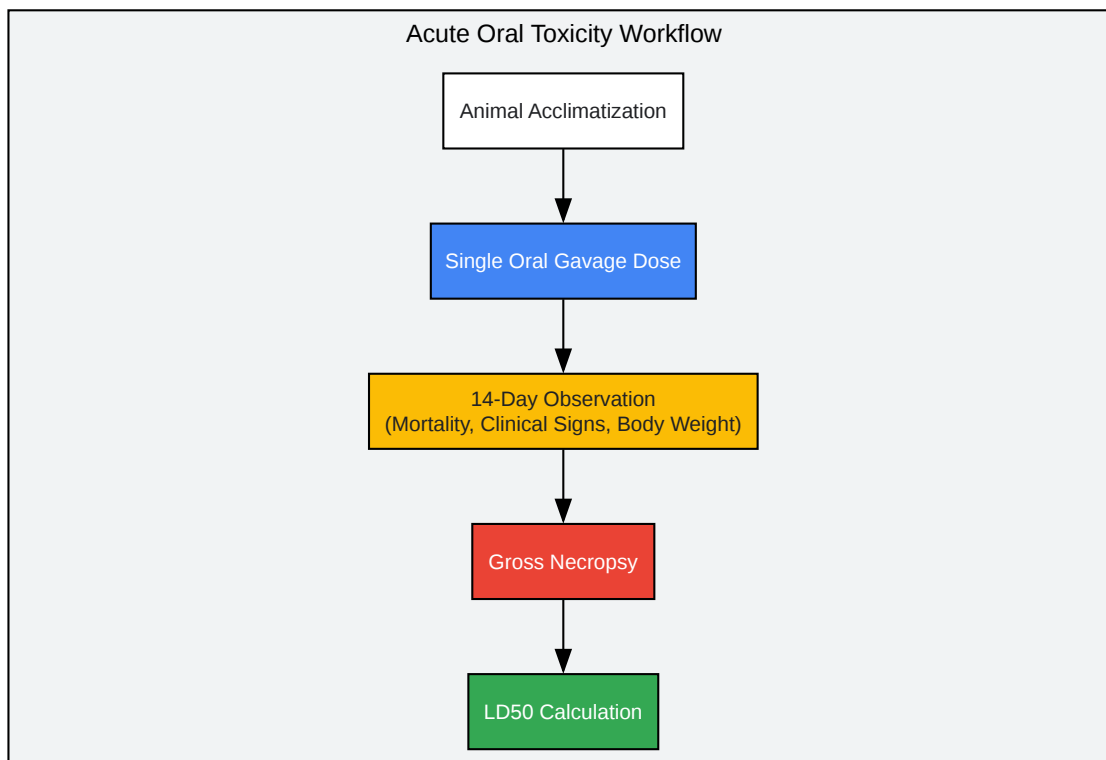 Acute Oral Toxicity Workflow
Animal Acclimatization
Single Oral Gavage Dose
14-Day Observation
(Mortality, Clinical Signs, Body Weight)
Gross Necropsy
LD50 Calculation